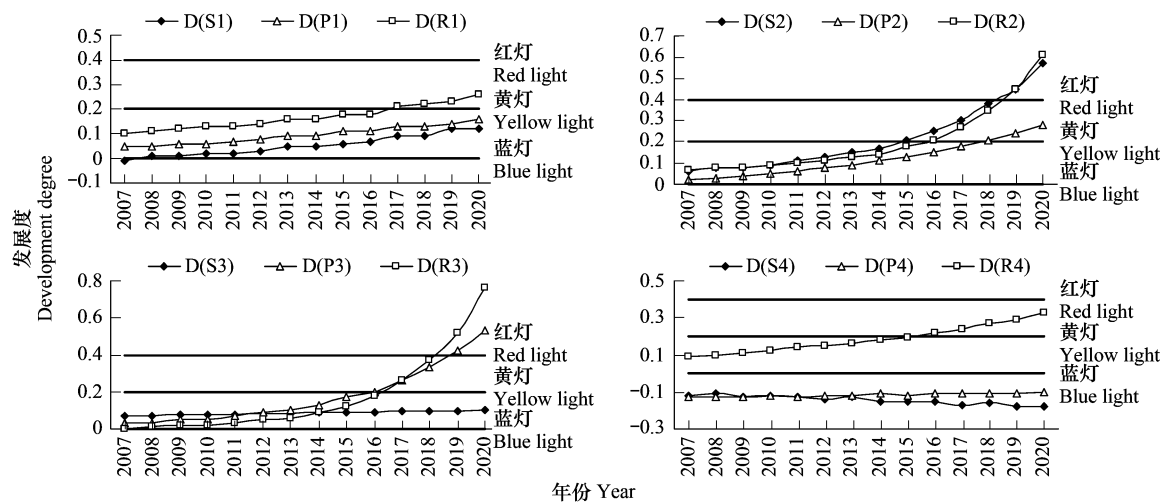 D(S1) D(P1) D(R1)
0.5
0.4
0.3
0.2
0.1
0
−0.1
红灯
Red light
黄灯
Yellow light
蓝灯
Blue light
2007 2008 2009 2010 2011 2012 2013 2014 2015 2016 2017 2018 2019 2020
D(S2) D(P2) D(R2)
0.7
0.6
0.5
0.4
0.3
0.2
0.1
0
红灯
Red light
黄灯
Yellow light
蓝灯
Blue light
2007 2008 2009 2010 2011 2012 2013 2014 2015 2016 2017 2018 2019 2020
发展度
Development degree
D(S3) D(P3) D(R3)
0.8
0.6
0.4
0.2
0
红灯
Red light
黄灯
Yellow light
蓝灯
Blue light
2007 2008 2009 2010 2011 2012 2013 2014 2015 2016 2017 2018 2019 2020
D(S4) D(P4) D(R4)
0.5
0.3
0.1
−0.1
−0.3
红灯
Red light
黄灯
Yellow light
蓝灯
Blue light
2007 2008 2009 2010 2011 2012 2013 2014 2015 2016 2017 2018 2019 2020
年份 Year